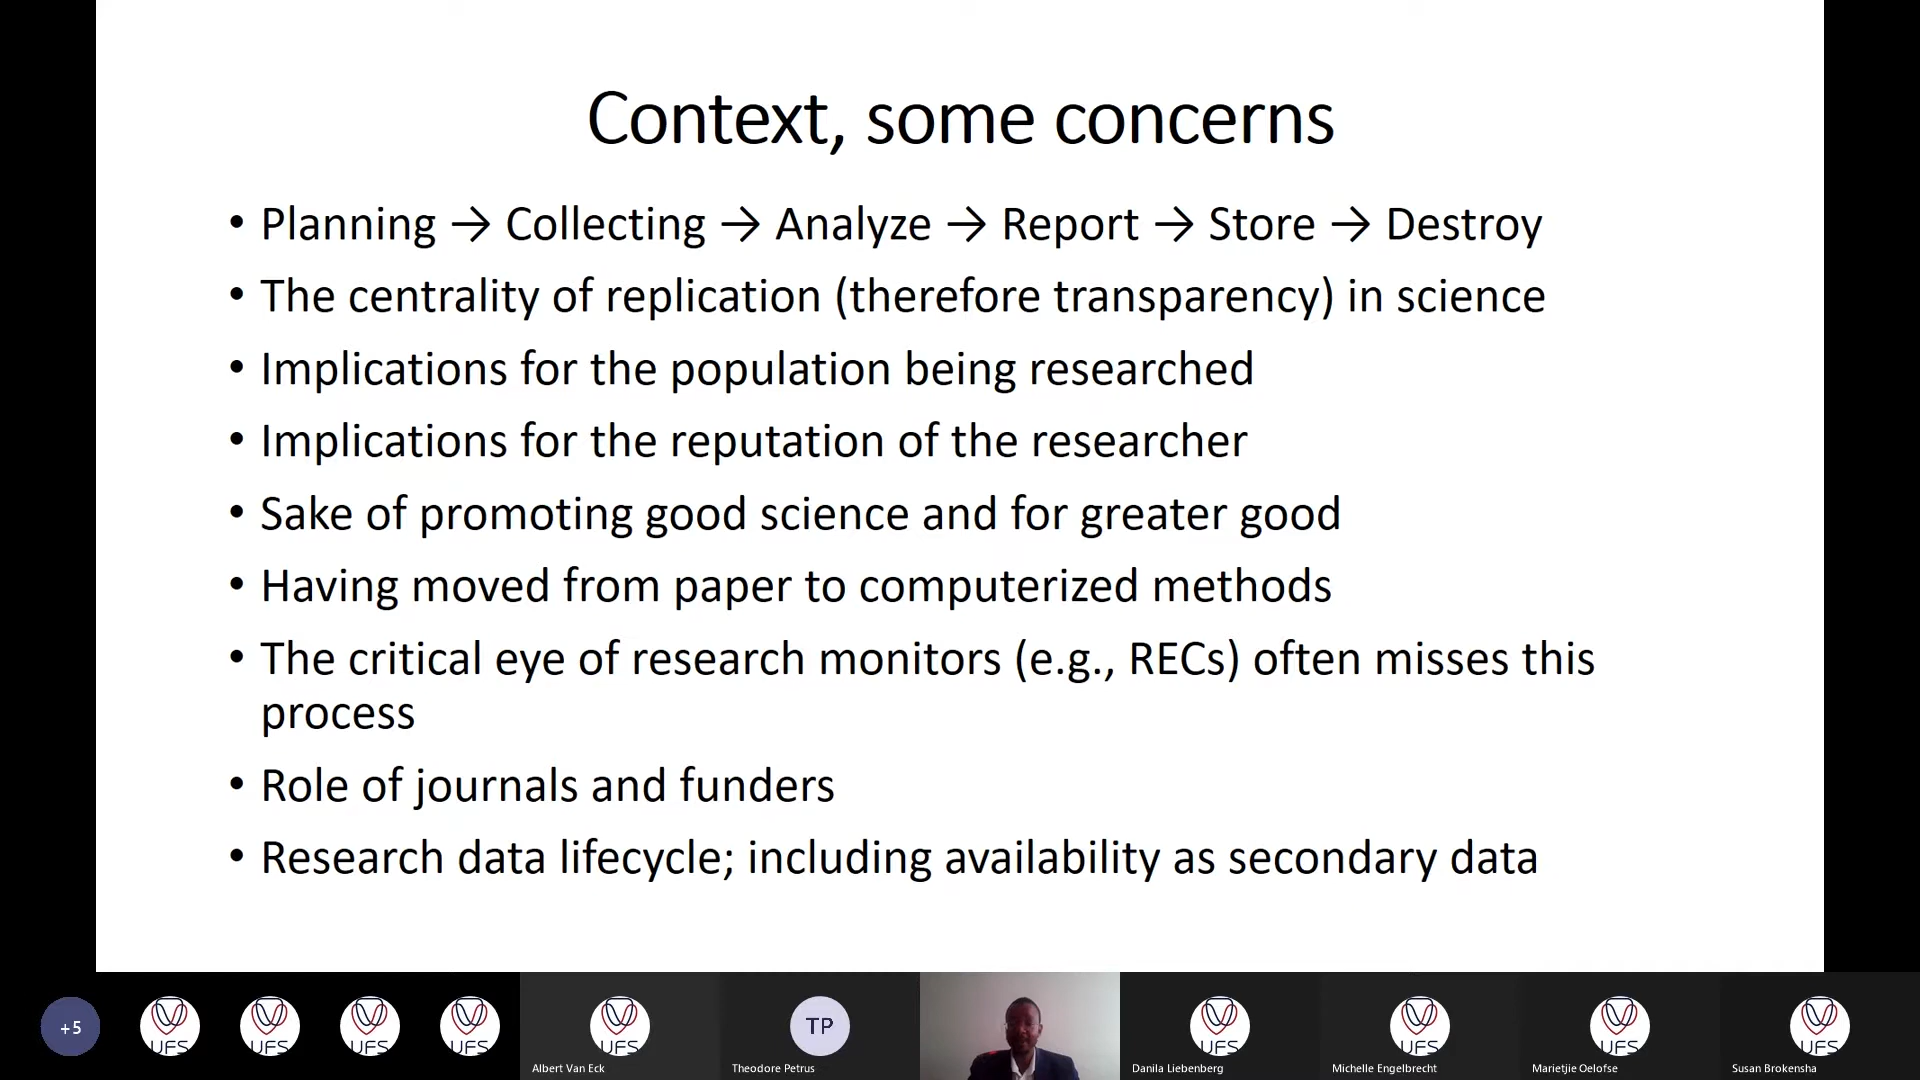 Context, some concerns
• Planning → Collecting → Analyze → Report → Store → Destroy
• The centrality of replication (therefore transparency) in science
• Implications for the population being researched
• Implications for the reputation of the researcher
• Sake of promoting good science and for greater good
• Having moved from paper to computerized methods
• The critical eye of research monitors (e.g., RECs) often misses this
process
• Role of journals and funders
• Research data lifecycle; including availability as secondary data
+5
UFS
UFS
UFS
UFS
UFS
TP
UFS
UFS
UFS
UFS
Albert Van Eck
Theodore Petrus
Danila Liebenberg
Michelle Engelbrecht
Marietjie Oelofse
Susan Brokensha